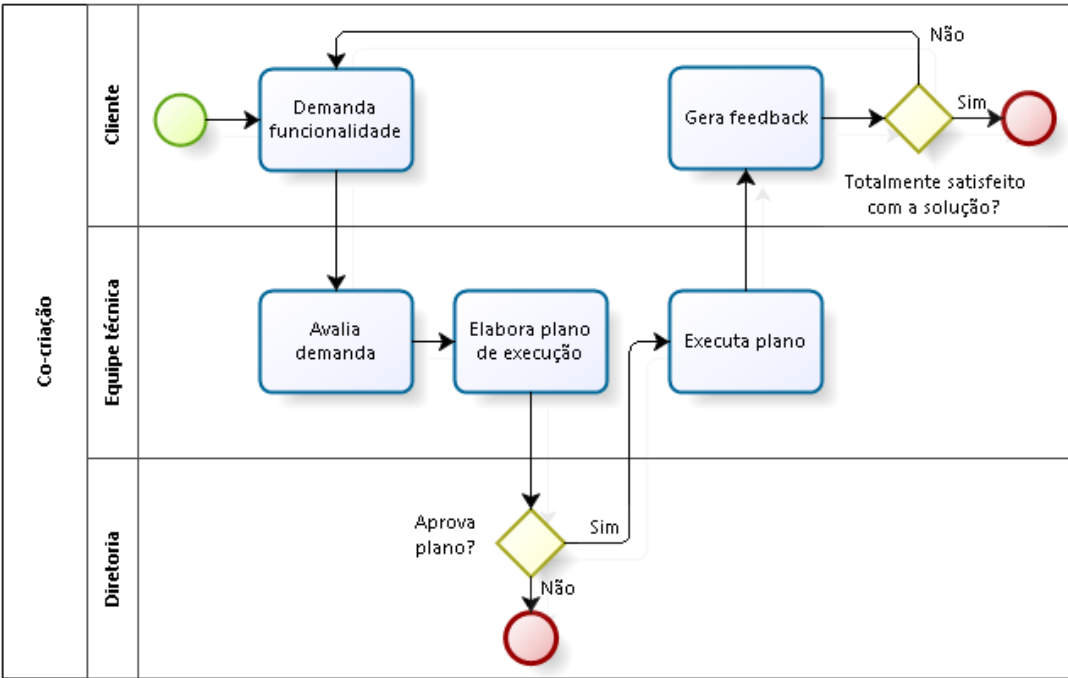 Co-criação
Cliente
Demanda
funcionalidade
Gera feedback
Não
Sim
Totalmente satisfeito
com a solução?
Equipe técnica
Avalia
demanda
Elabora plano
de execução
Executa plano
Diretoria
Aprova
plano?
Sim
Não